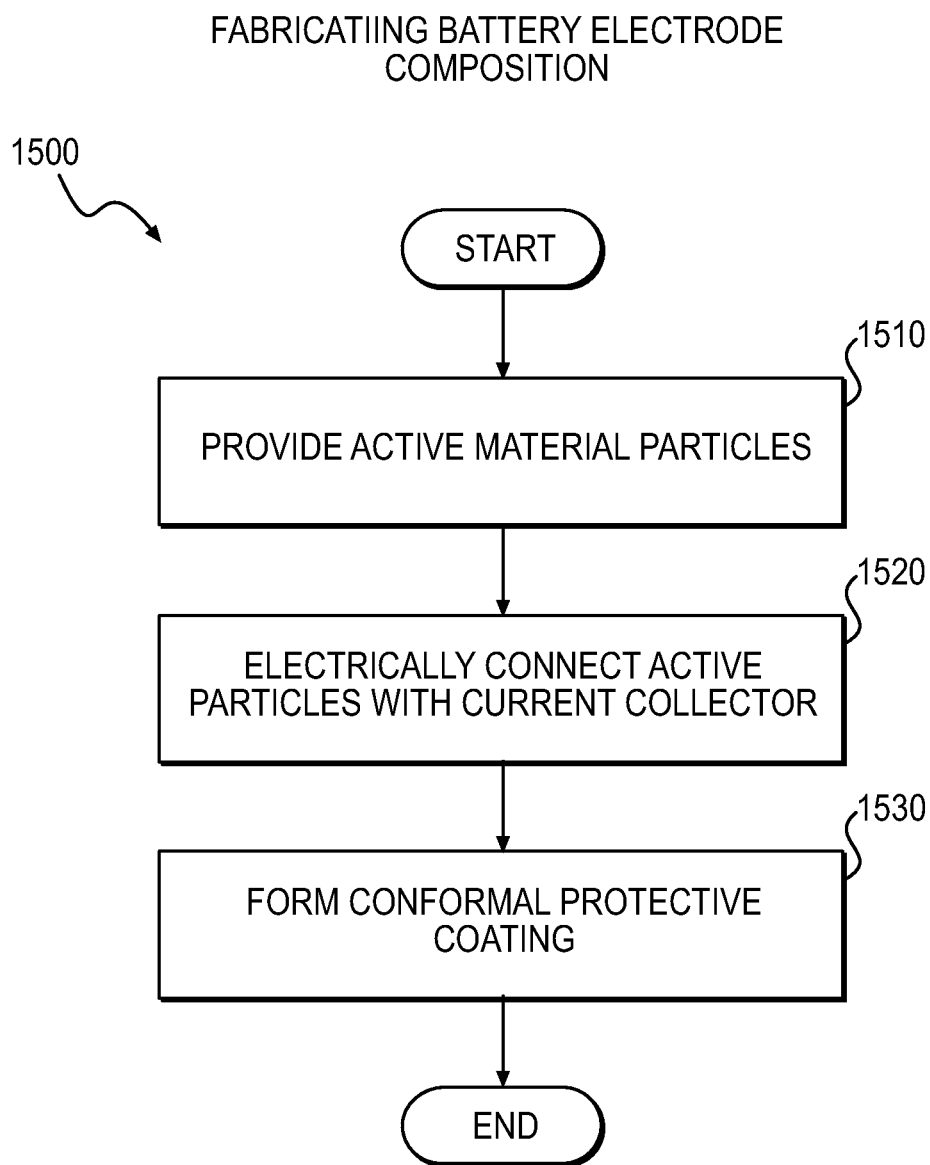 FABRICATIING BATTERY ELECTRODE
COMPOSITION
1500
START
1510
PROVIDE ACTIVE MATERIAL PARTICLES
1520
ELECTRICALLY CONNECT ACTIVE
PARTICLES WITH CURRENT COLLECTOR
1530
FORM CONFORMAL PROTECTIVE
COATING
END